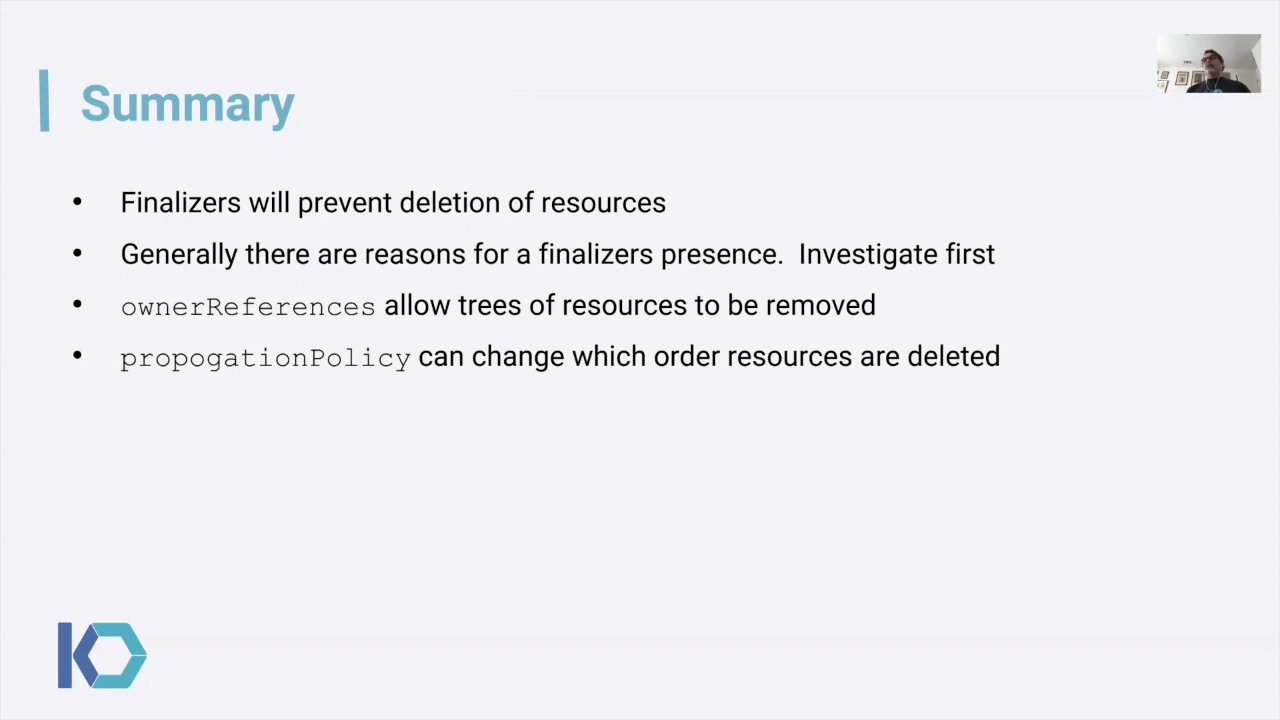 Summary
• Finalizers will prevent deletion of resources
• Generally there are reasons for a finalizers presence.  Investigate first
• ownerReferences allow trees of resources to be removed
• propogationPolicy can change which order resources are deleted